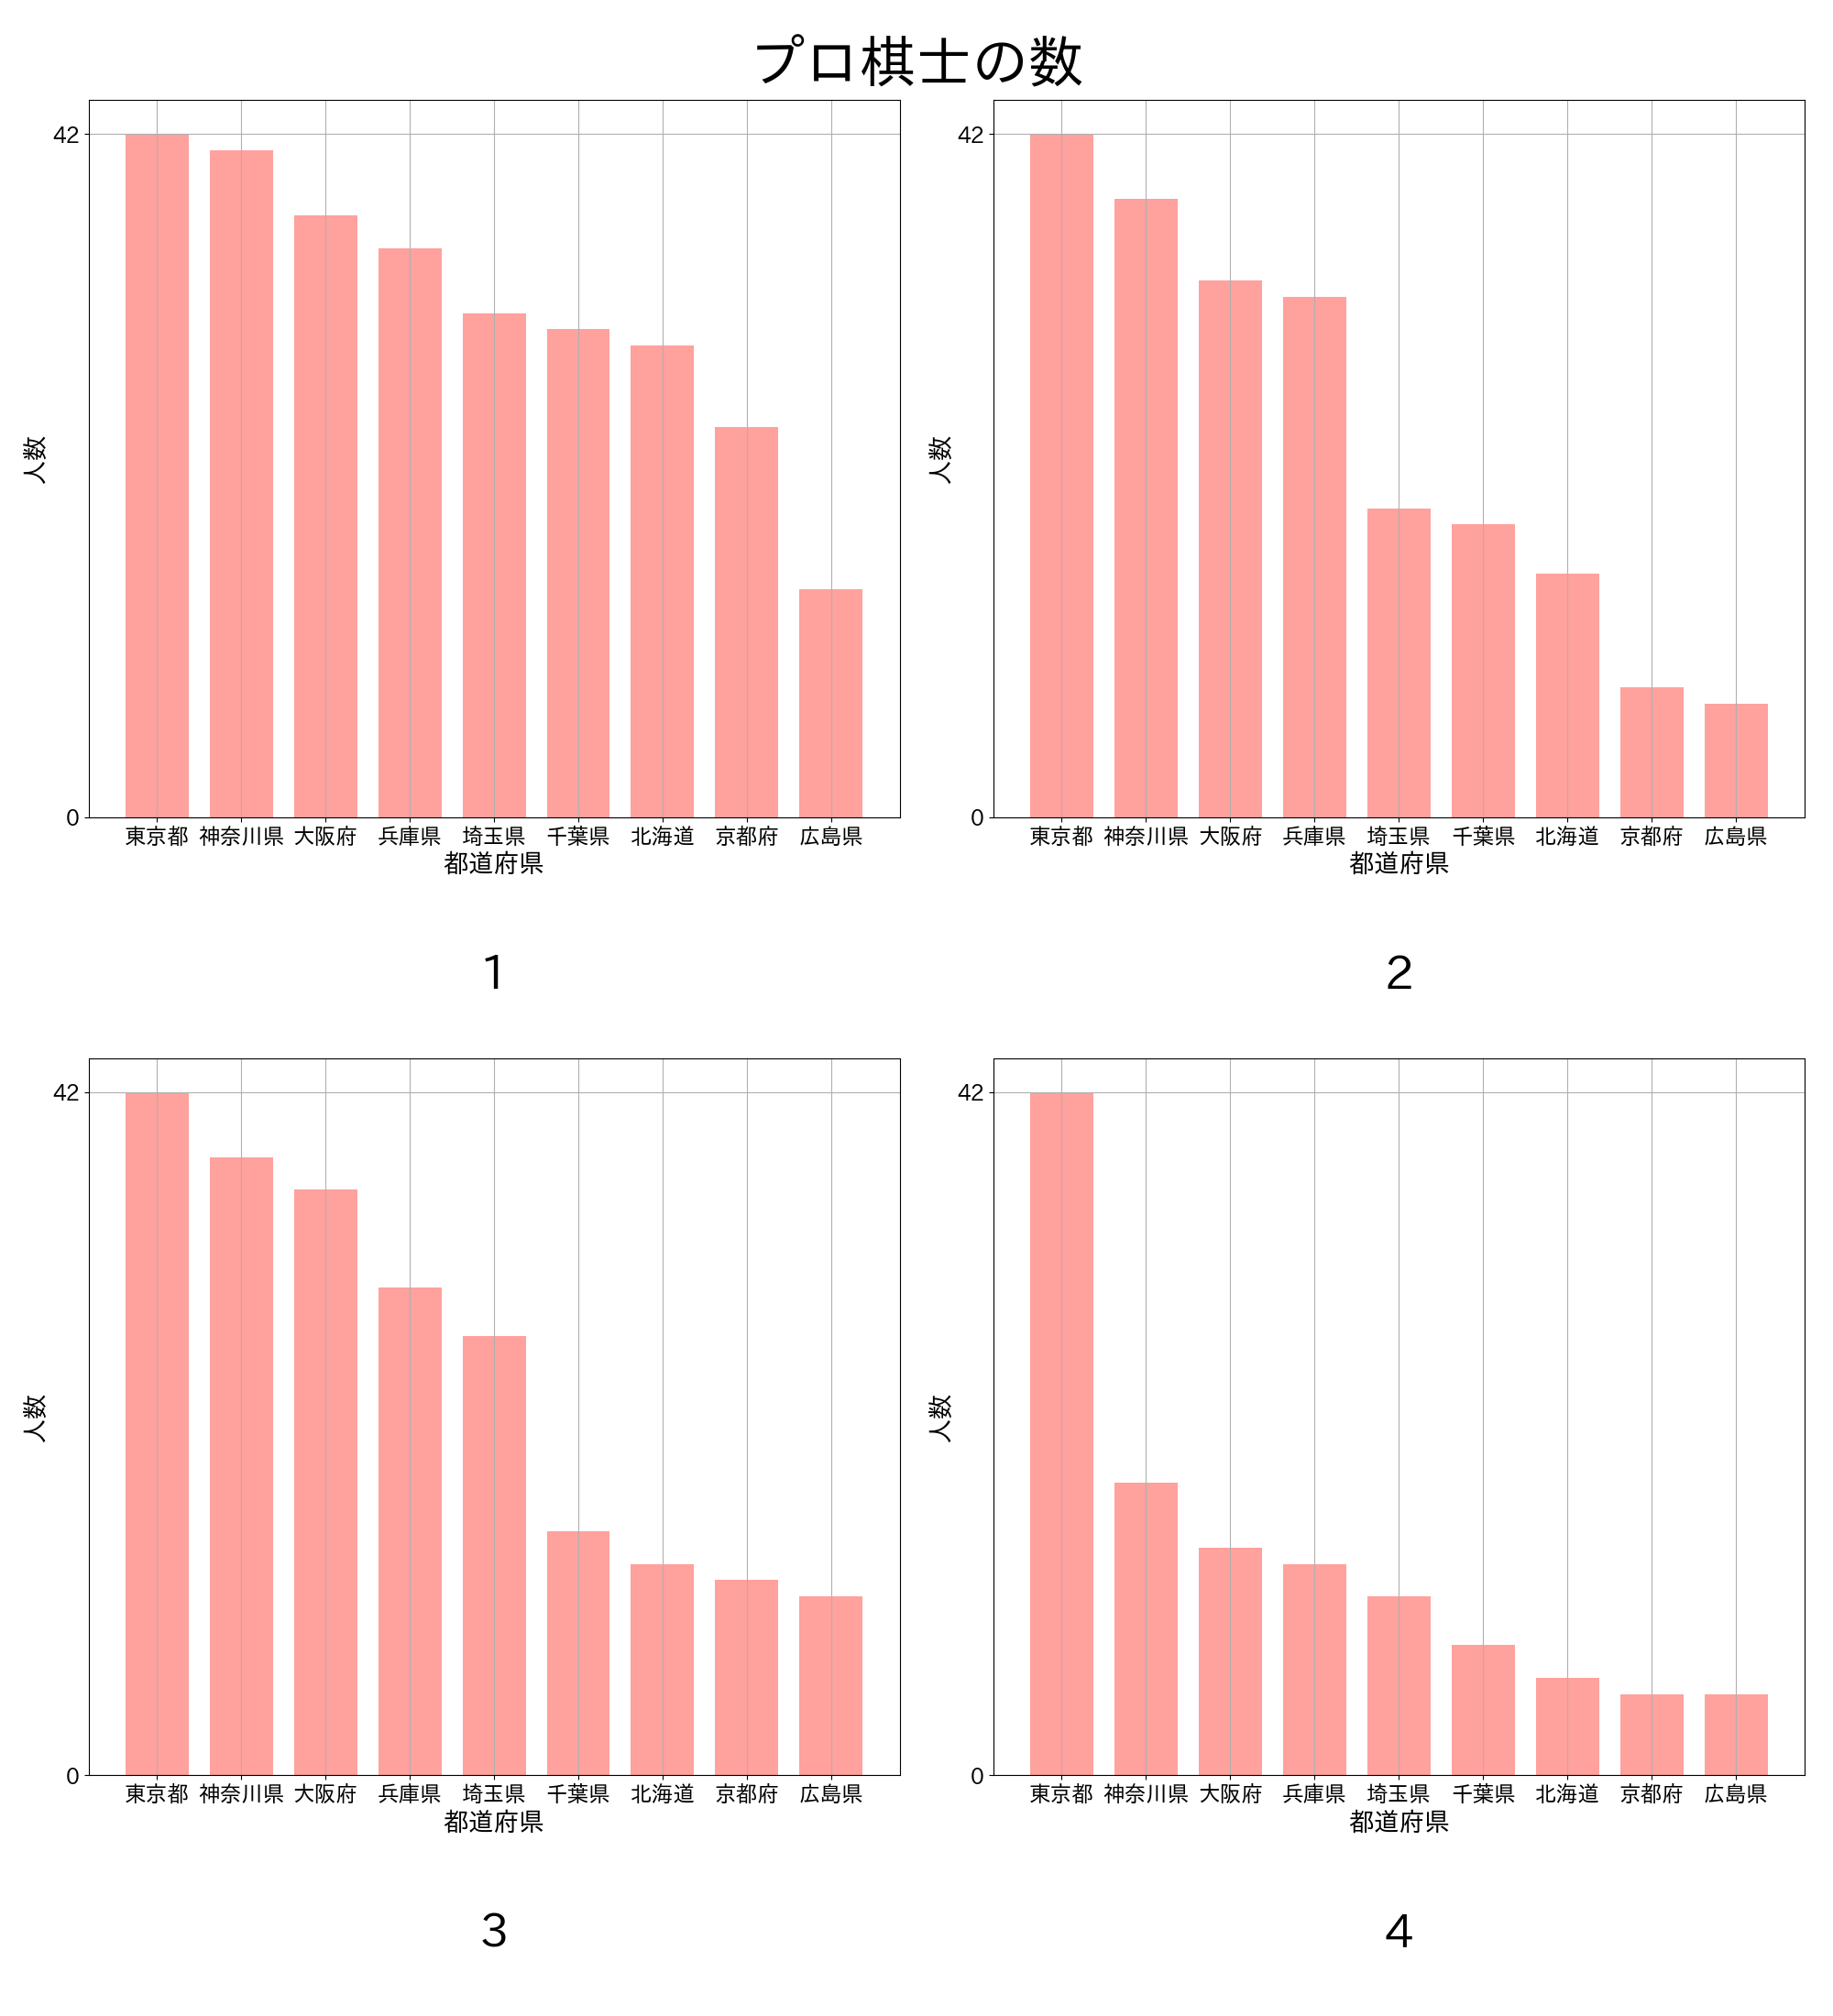 プロ棋士の数
42
0
人数
東京都 神奈川県 大阪府 兵庫県 埼玉県 千葉県 北海道 京都府 広島県
都道府県
1
42
0
人数
東京都 神奈川県 大阪府 兵庫県 埼玉県 千葉県 北海道 京都府 広島県
都道府県
2
42
0
人数
東京都 神奈川県 大阪府 兵庫県 埼玉県 千葉県 北海道 京都府 広島県
都道府県
3
42
0
人数
東京都 神奈川県 大阪府 兵庫県 埼玉県 千葉県 北海道 京都府 広島県
都道府県
4